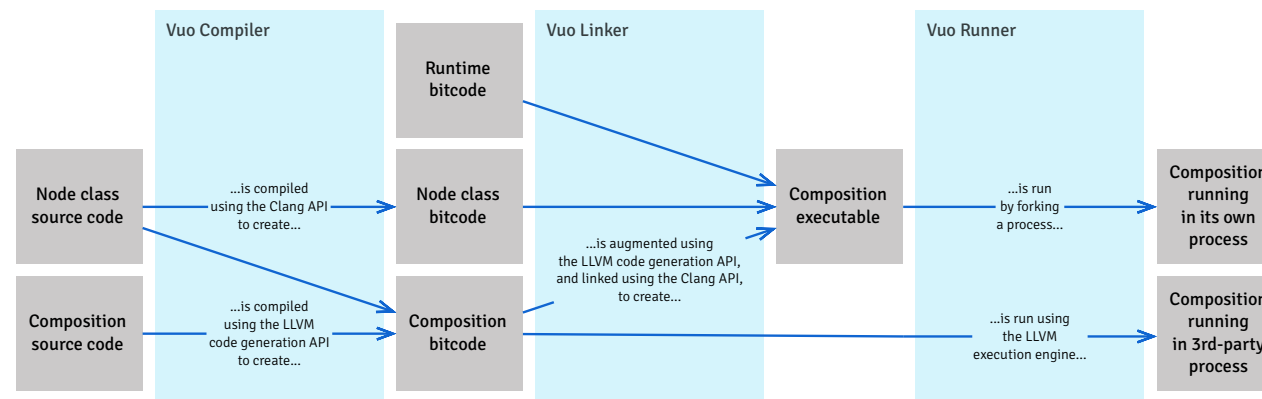 Vuo Compiler
Vuo Linker
Vuo Runner
Runtime
bitcode
Node class
source code
...is compiled
using the Clang API
to create...
Node class
bitcode
Composition
executable
...is run
by forking
a process...
Composition
running
in its own
process
...is augmented using
the LLVM code generation API,
and linked using the Clang API,
to create...
Composition
source code
...is compiled
using the LLVM
code generation API
to create...
Composition
bitcode
...is run using
the LLVM
execution engine...
Composition
running
in 3rd-party
process